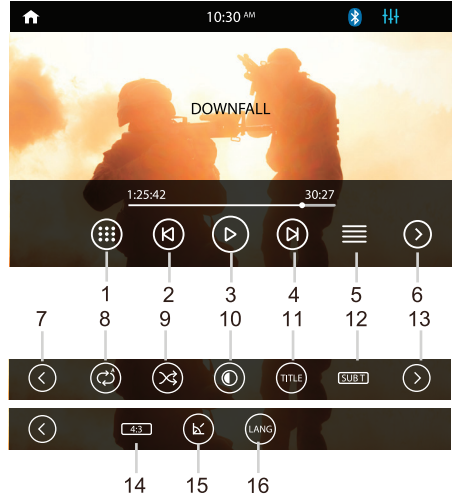 10:30 AM
DOWNFALL
1:25:42 30:27
1 2 3 4 5 6
7 8 9 10 11 12 13
A
TITLE SUB T
4:3 LANG
14 15 16